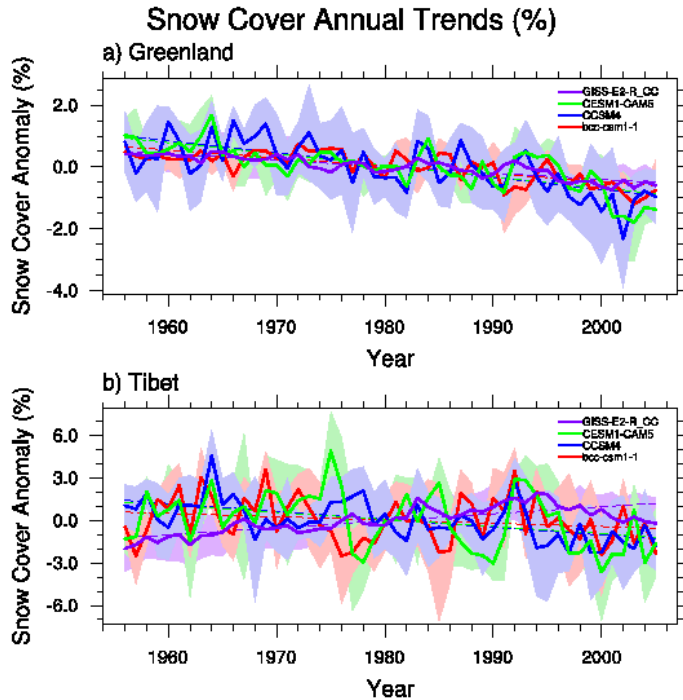 Snow Cover Annual Trends (%)
a) Greenland
Snow Cover Anomaly (%)
2.0
0.0
-2.0
-4.0
GISS-E2-R_CC
CESM1-CAM5
CCSM4
bcc-csm1-1
1960 1970 1980 1990 2000
Year
b) Tibet
Snow Cover Anomaly (%)
6.0
3.0
0.0
-3.0
-6.0
GISS-E2-R_CC
CESM1-CAM5
CCSM4
bcc-csm1-1
1960 1970 1980 1990 2000
Year